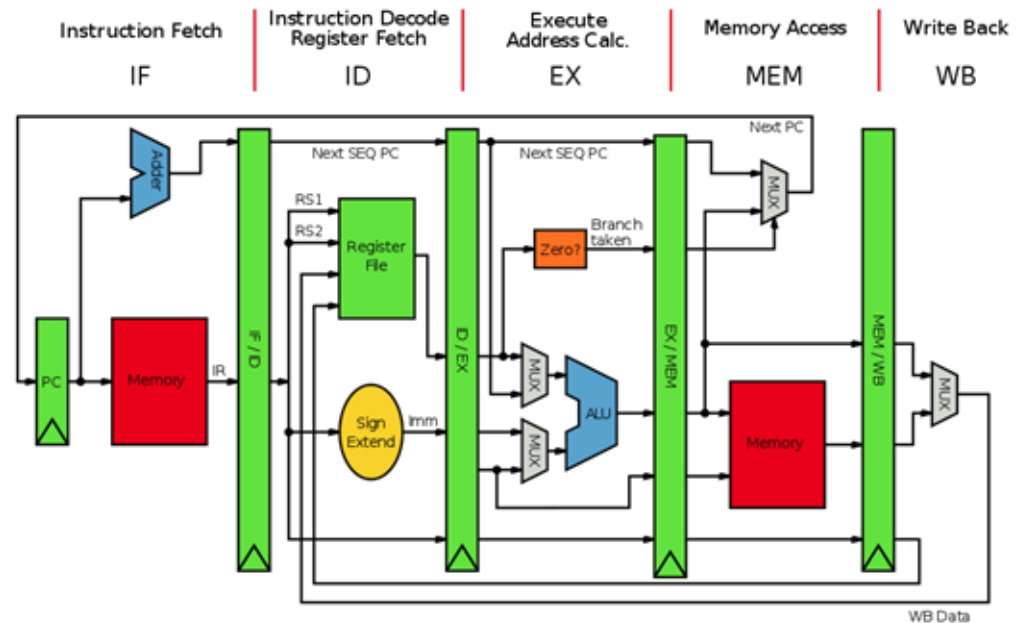 Instruction Fetch
Instruction Decode
Register Fetch
Execute
Address Calc.
Memory Access
Write Back
IF
ID
EX
MEM
WB
Next PC
Adder
Next SEQ PC
Next SEQ PC
MUX
RS1
RS2
Register
File
Branch
taken
Zero?
IF / ID
ID / EX
EX / MEM
MEM / WB
PC
Memory
IR
MUX
ALU
MUX
Sign
Extend
Imm
MUX
Memory
WB Data